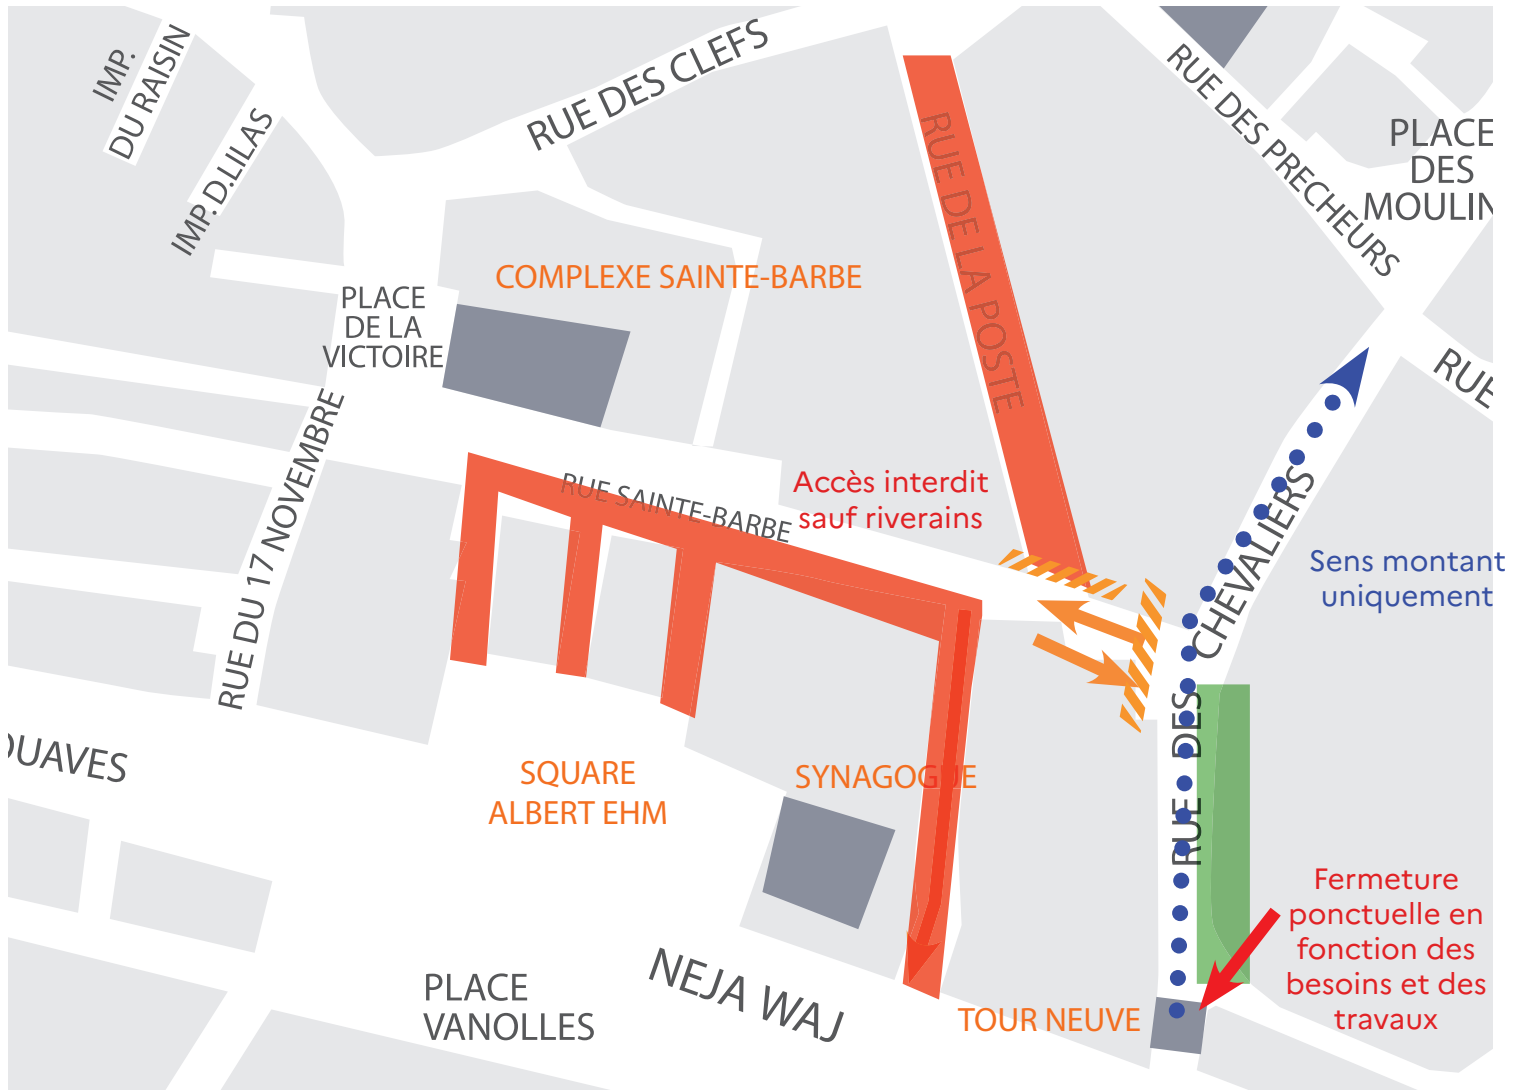 IMP.
DU RAISIN
IMP. D.LILAS
RUE DES CLEFS
RUE DE LA POSTE
RUE DES PRECHEURS
PLACE
DES
MOULIN
COMPLEXE SAINTE-BARBE
PLACE
DE LA
VICTOIRE
RUE
RUE DU 17 NOVEMBRE
RUE SAINTE-BARBE
Accès interdit
sauf riverains
RUE DES CHEVALIERS
Sens montant
uniquement
OUAVES
SQUARE
ALBERT EHM
SYNAGOGUE
Fermeture
ponctuelle en
fonction des
besoins et des
travaux
PLACE
VANOLLES
NEJA WAJ
TOUR NEUVE